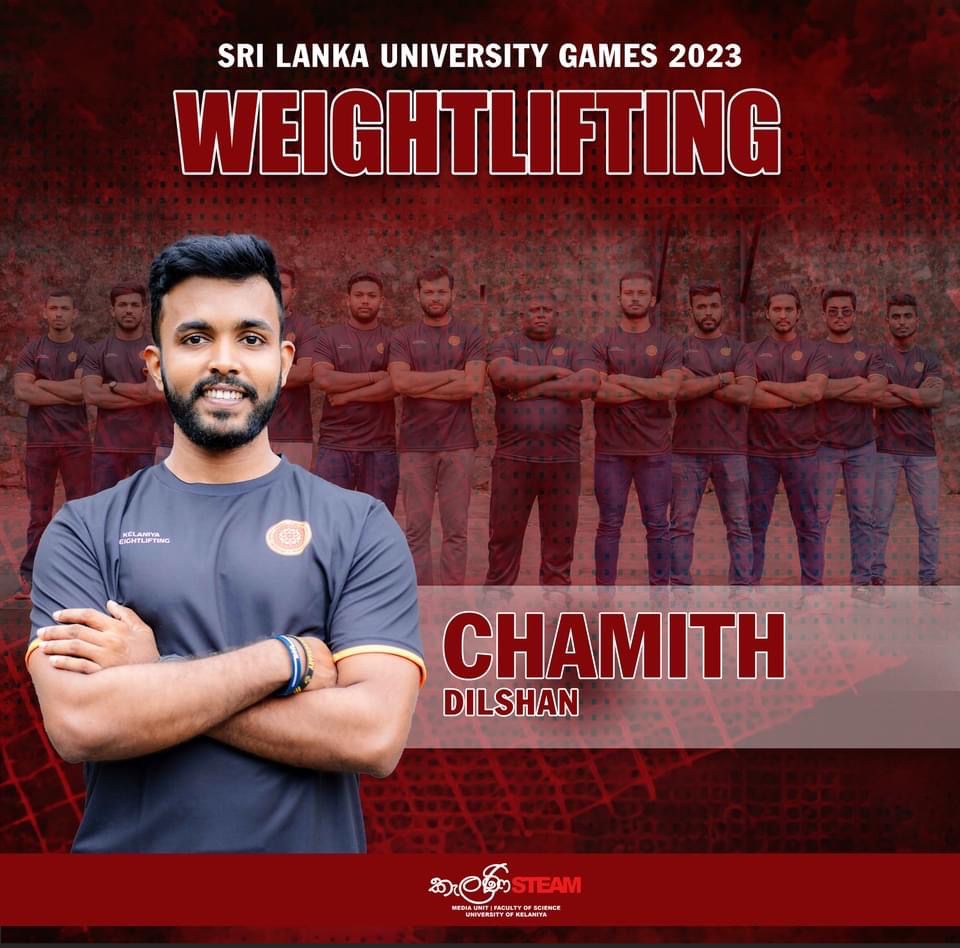 SRI LANKA UNIVERSITY GAMES 2023
WEIGHTLIFTING
KELANIYA
EIGHTLIFTING
CHAMITH
DILSHAN
කැලණි STEAM
MEDIA UNIT | FACULTY OF SCIENCE
UNIVERSITY OF KELANIYA